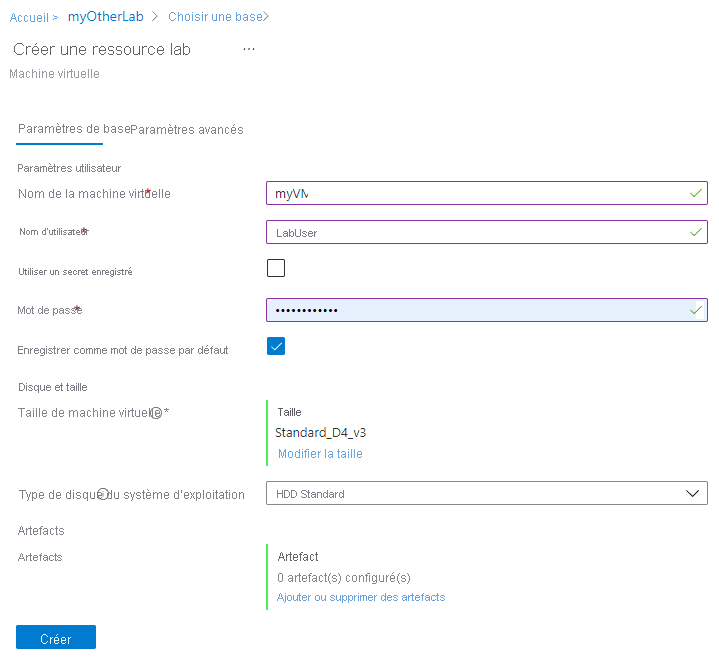 Accueil > myOtherLab > Choisir une base>
Créer une ressource lab ...
Machine virtuelle
Paramètres de base Paramètres avancés
Paramètres utilisateur
Nom de la machine virtuelle * myVM
Nom d'utilisateur * LabUser
Utiliser un secret enregistré
Mot de passe * ••••••••••••
Enregistrer comme mot de passe par défaut
Disque et taille
Taille de machine virtuelle * Taille
Standard_D4_v3
Modifier la taille
Type de disque du système d'exploitation HDD Standard
Artefacts
Artefacts Artefact
0 artefact(s) configuré(s)
Ajouter ou supprimer des artefacts
Créer